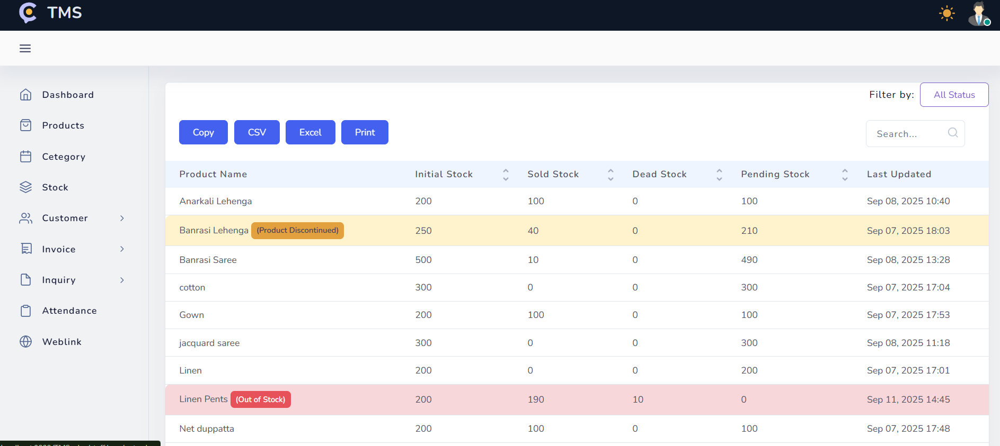 TMS
Dashboard
Products
Cetegory
Stock
Customer
Invoice
Inquiry
Attendance
Weblink
Filter by: All Status
Copy CSV Excel Print
Search...
Product Name Initial Stock Sold Stock Dead Stock Pending Stock Last Updated
Anarkali Lehenga 200 100 0 100 Sep 08, 2025 10:40
Banrasi Lehenga (Product Discontinued) 250 40 0 210 Sep 07, 2025 18:03
Banrasi Saree 500 10 0 490 Sep 08, 2025 13:28
cotton 300 0 0 300 Sep 07, 2025 17:04
Gown 200 100 0 100 Sep 07, 2025 17:53
jacquard saree 300 0 0 300 Sep 08, 2025 11:18
Linen 200 0 0 200 Sep 07, 2025 17:01
Linen Pents (Out of Stock) 200 190 10 0 Sep 11, 2025 14:45
Net duppatta 200 100 0 100 Sep 07, 2025 17:48